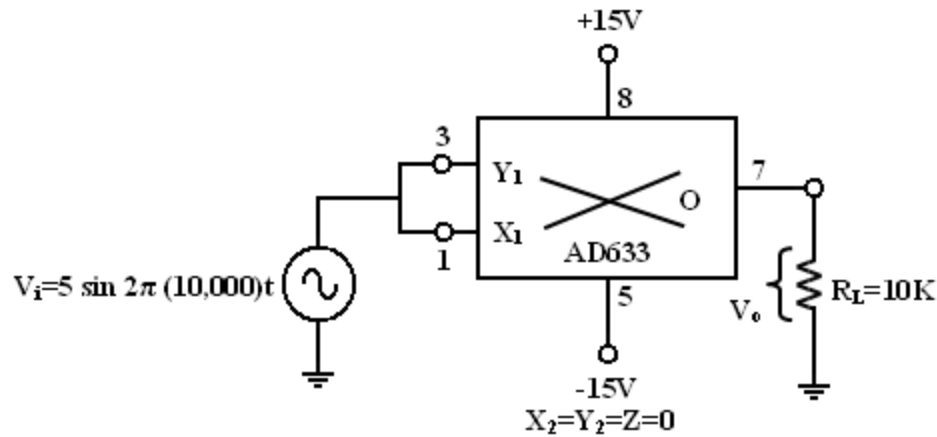 +15V
8
3
Y₁
7
O
X₁
1
AD633
Vᵢ=5 sin 2π (10,000)t
5
Vₒ
R_L=10K
-15V
X₂=Y₂=Z=0